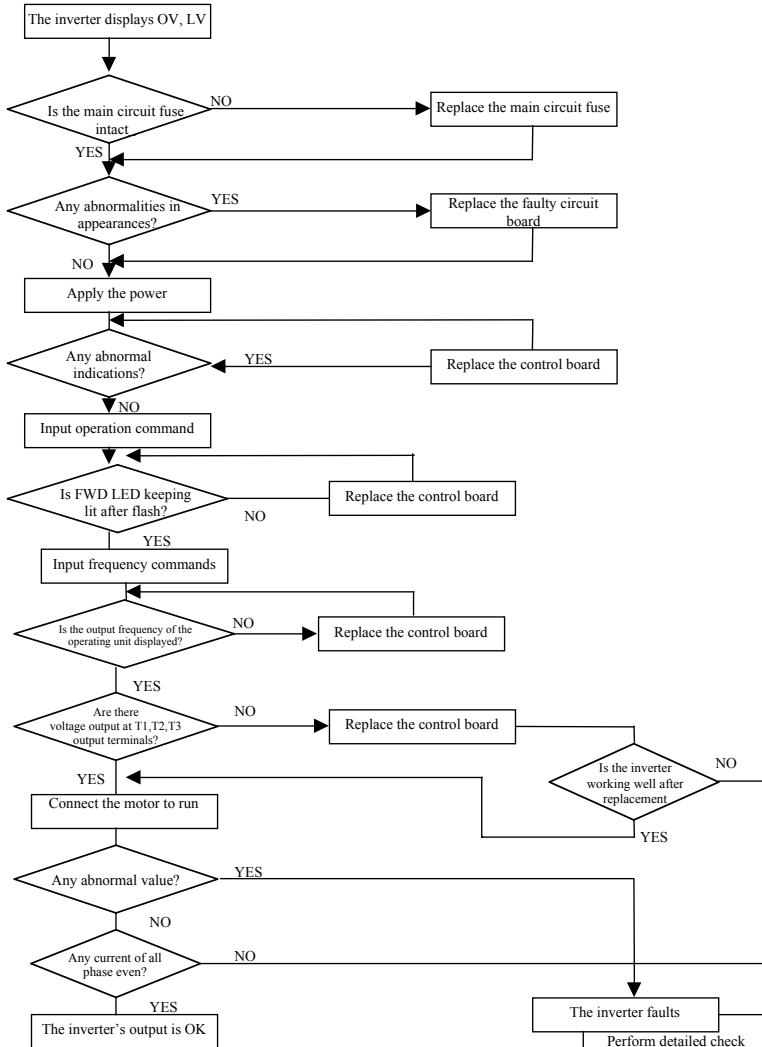 The inverter displays OV, LV
Is the main circuit fuse
intact
NO
Replace the main circuit fuse
YES
Any abnormalities in
appearances?
YES
Replace the faulty circuit
board
NO
Apply the power
Any abnormal
indications?
YES
Replace the control board
NO
Input operation command
Is FWD LED keeping
lit after flash?
NO
Replace the control board
YES
Input frequency commands
Is the output frequency of the
operating unit displayed?
NO
Replace the control board
YES
Are there
voltage output at T1,T2,T3
output terminals?
NO
Replace the control board
Is the inverter
working well after
replacement
NO
YES
YES
Connect the motor to run
Any abnormal value?
YES
NO
Any current of all
phase even?
NO
YES
The inverter’s output is OK
The inverter faults
Perform detailed check